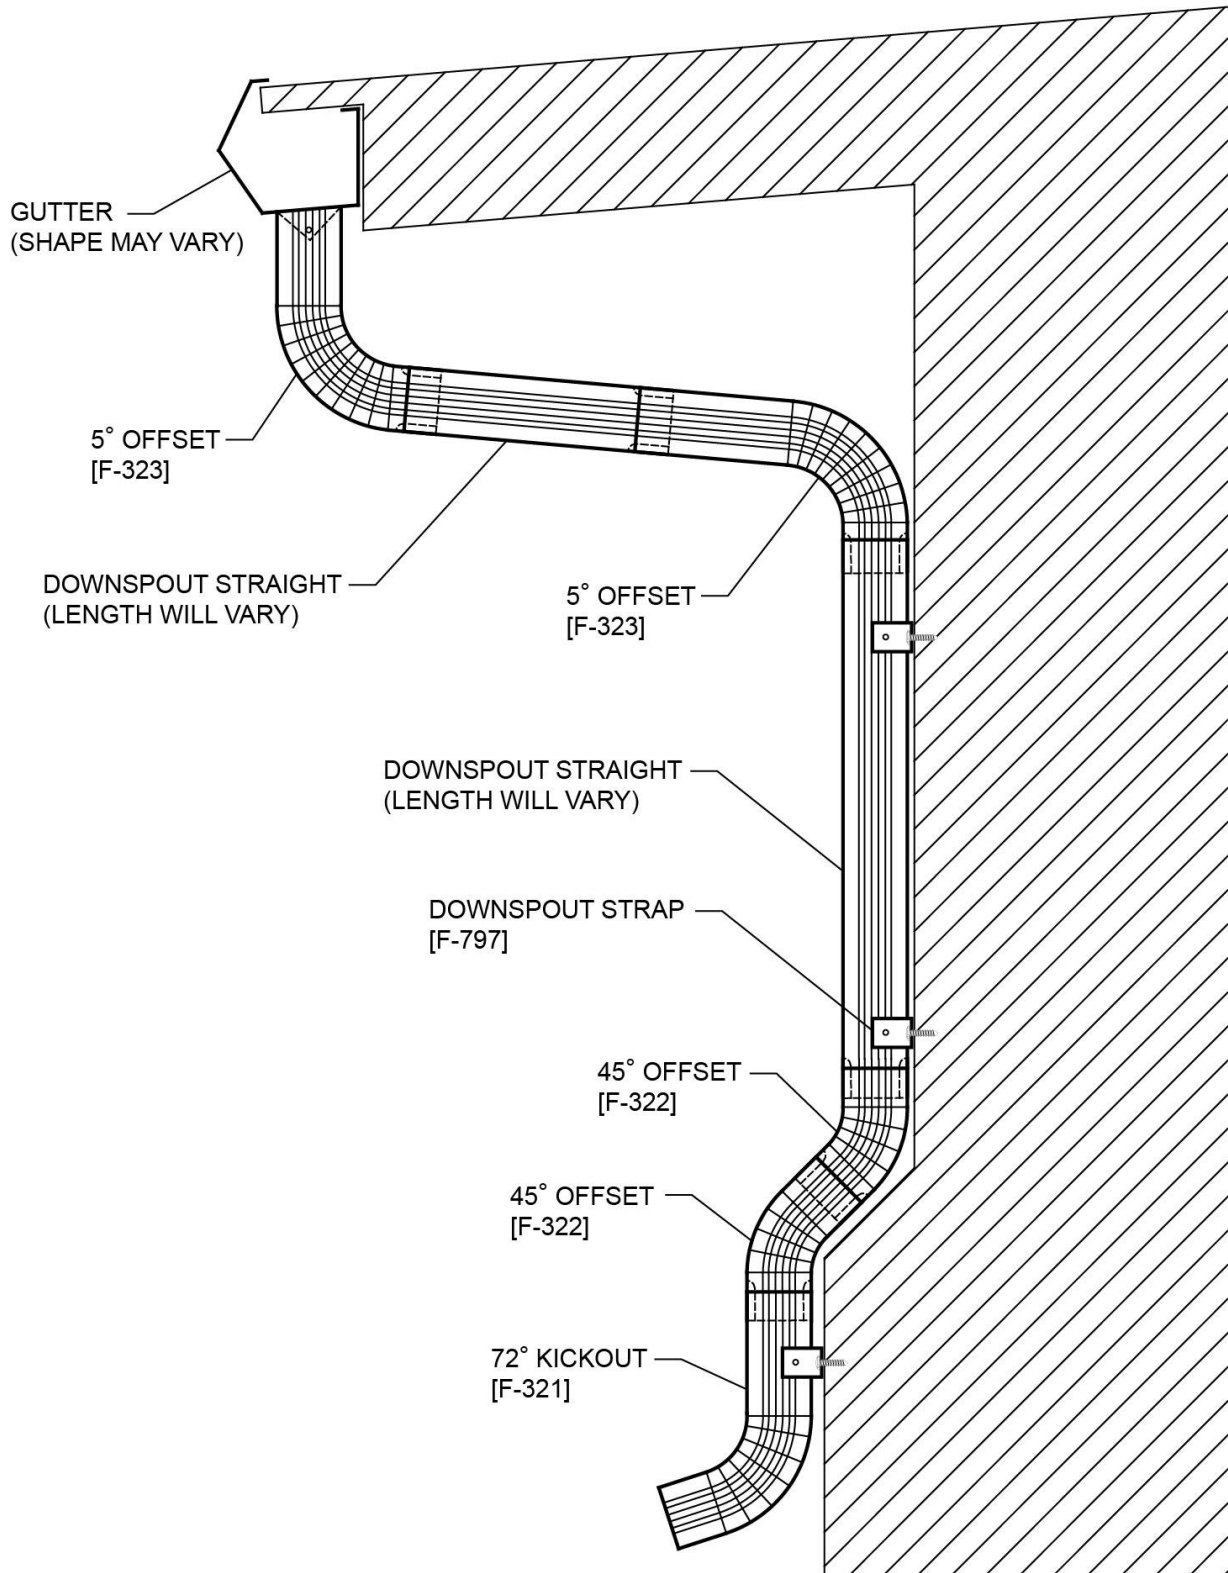 GUTTER
(SHAPE MAY VARY)
5° OFFSET
[F-323]
DOWNSPOUT STRAIGHT
(LENGTH WILL VARY)
5° OFFSET
[F-323]
DOWNSPOUT STRAIGHT
(LENGTH WILL VARY)
DOWNSPOUT STRAP
[F-797]
45° OFFSET
[F-322]
45° OFFSET
[F-322]
72° KICKOUT
[F-321]